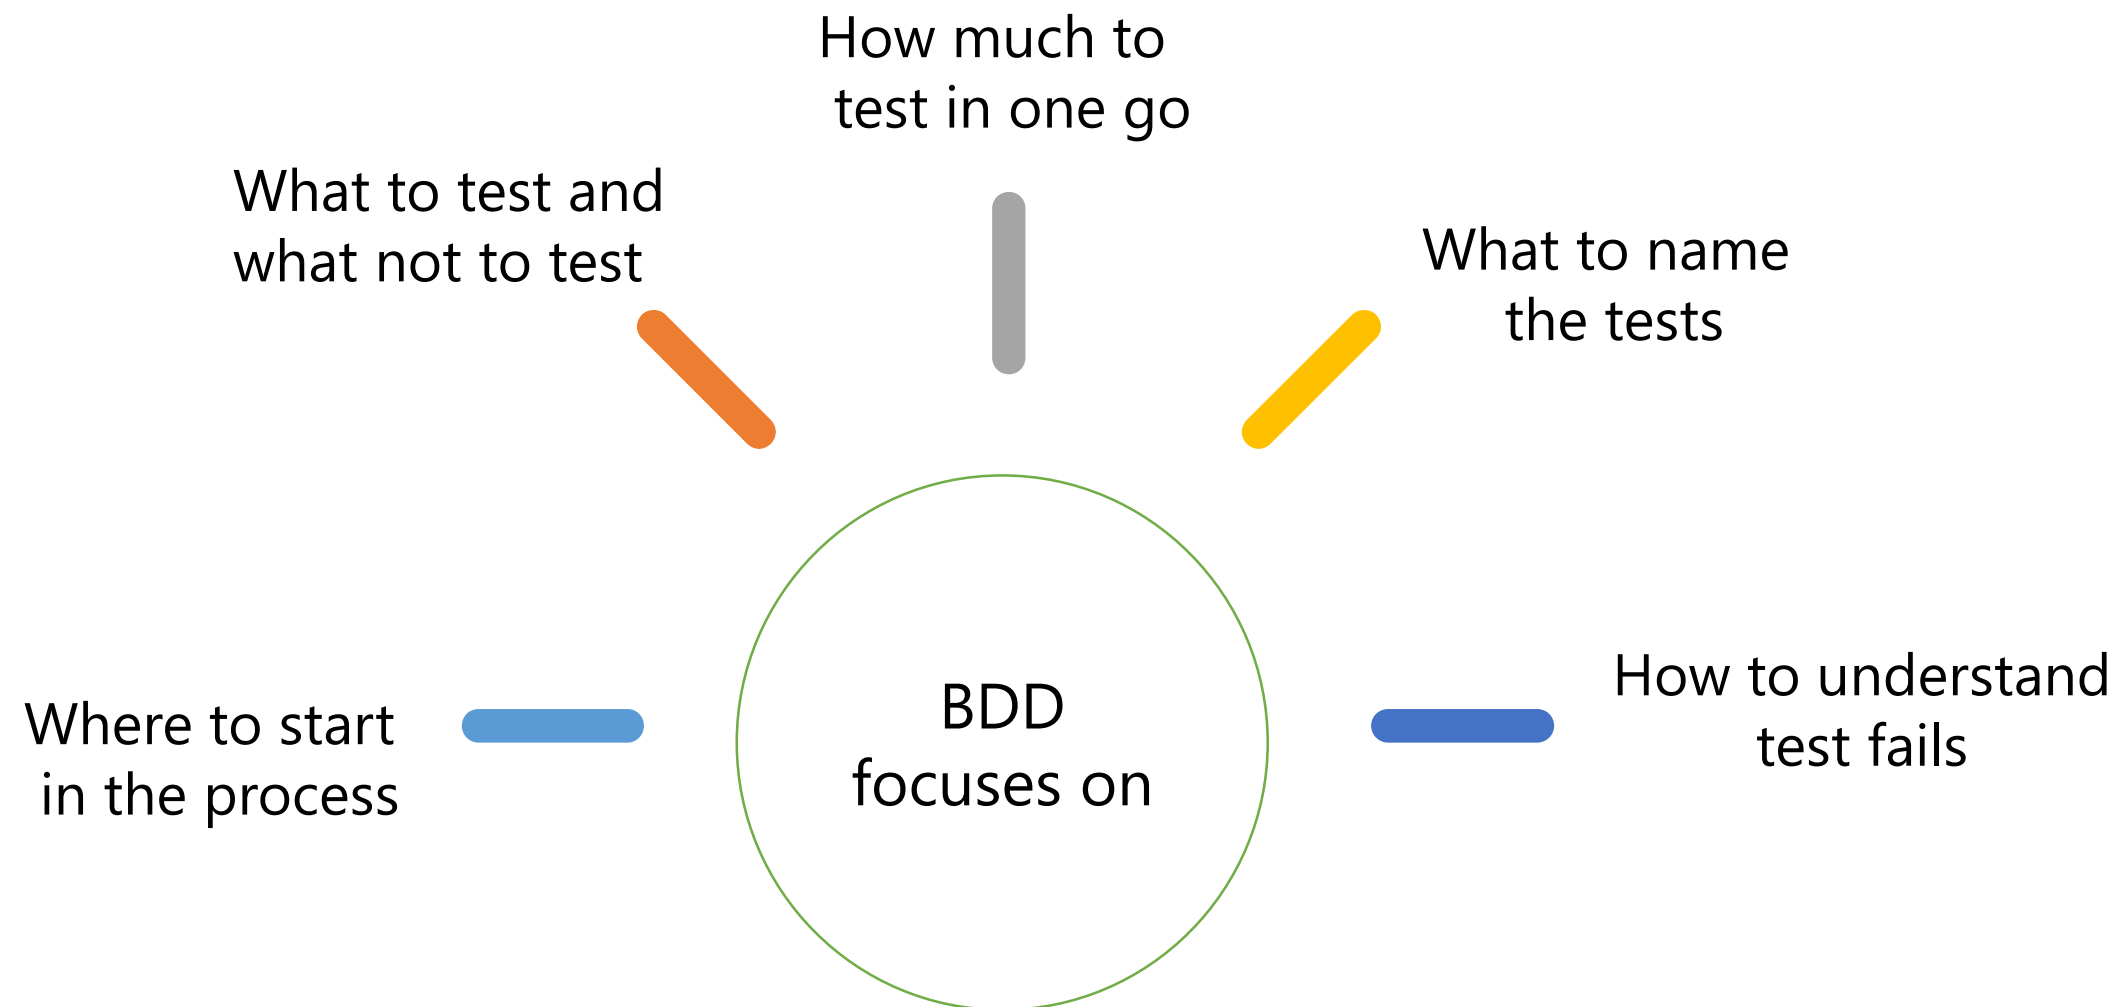 How much to
test in one go
What to test and
what not to test
What to name
the tests
Where to start
in the process
BDD
focuses on
How to understand
test fails